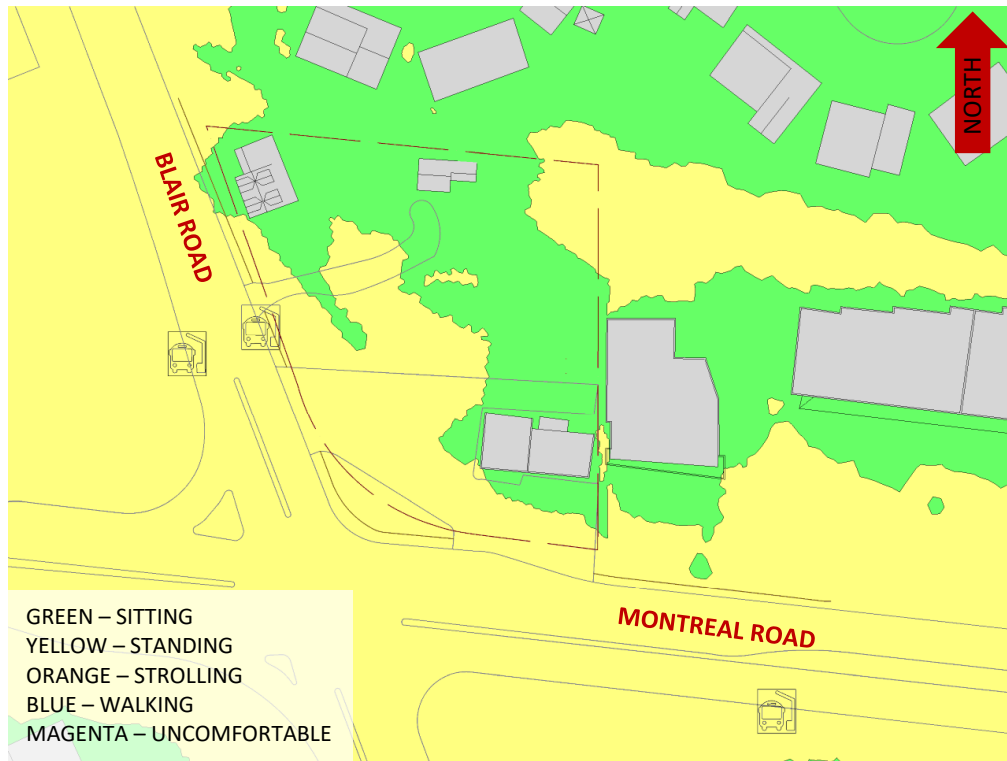 NORTH
BLAIR ROAD
MONTREAL ROAD
GREEN – SITTING
YELLOW – STANDING
ORANGE – STROLLING
BLUE – WALKING
MAGENTA – UNCOMFORTABLE